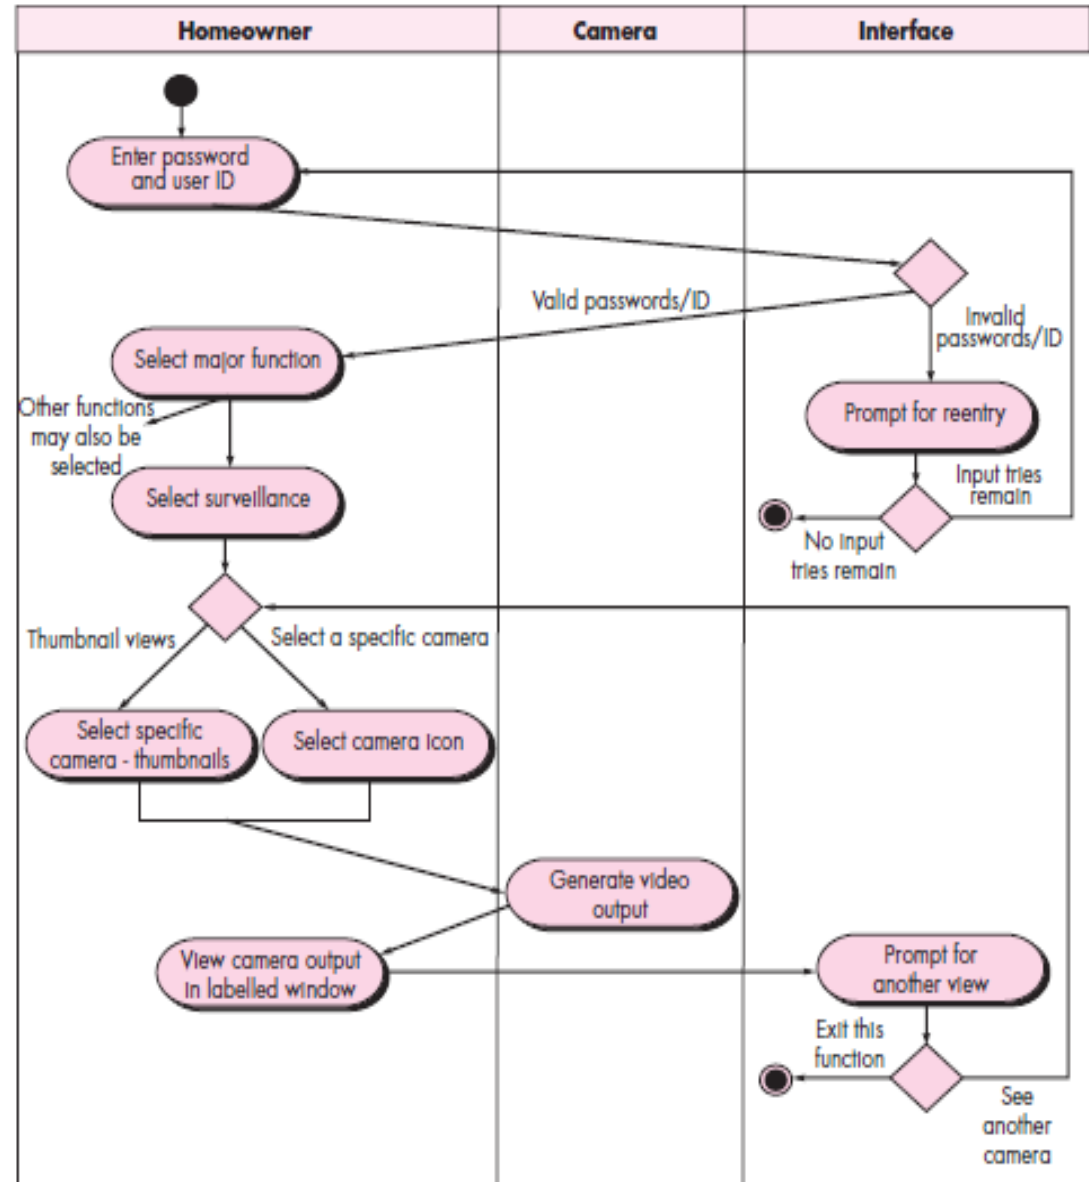 Homeowner
Camera
Interface
Enter password
and user ID
Valid passwords/ID
Invalid
passwords/ID
Select major function
Prompt for reentry
Other functions
may also be
selected
Input tries
remain
Select surveillance
No input
tries remain
Thumbnail views
Select a specific camera
Select specific
camera - thumbnails
Select camera icon
Generate video
output
View camera output
in labelled window
Prompt for
another view
Exit this
function
See
another
camera